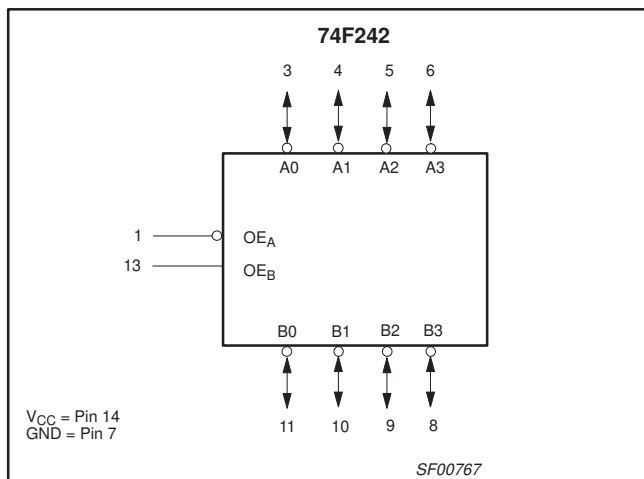 74F242
3 4 5 6
A0 A1 A2 A3
1 OEA
13 OEB
B0 B1 B2 B3
VCC = Pin 14
GND = Pin 7
11 10 9 8
SF00767